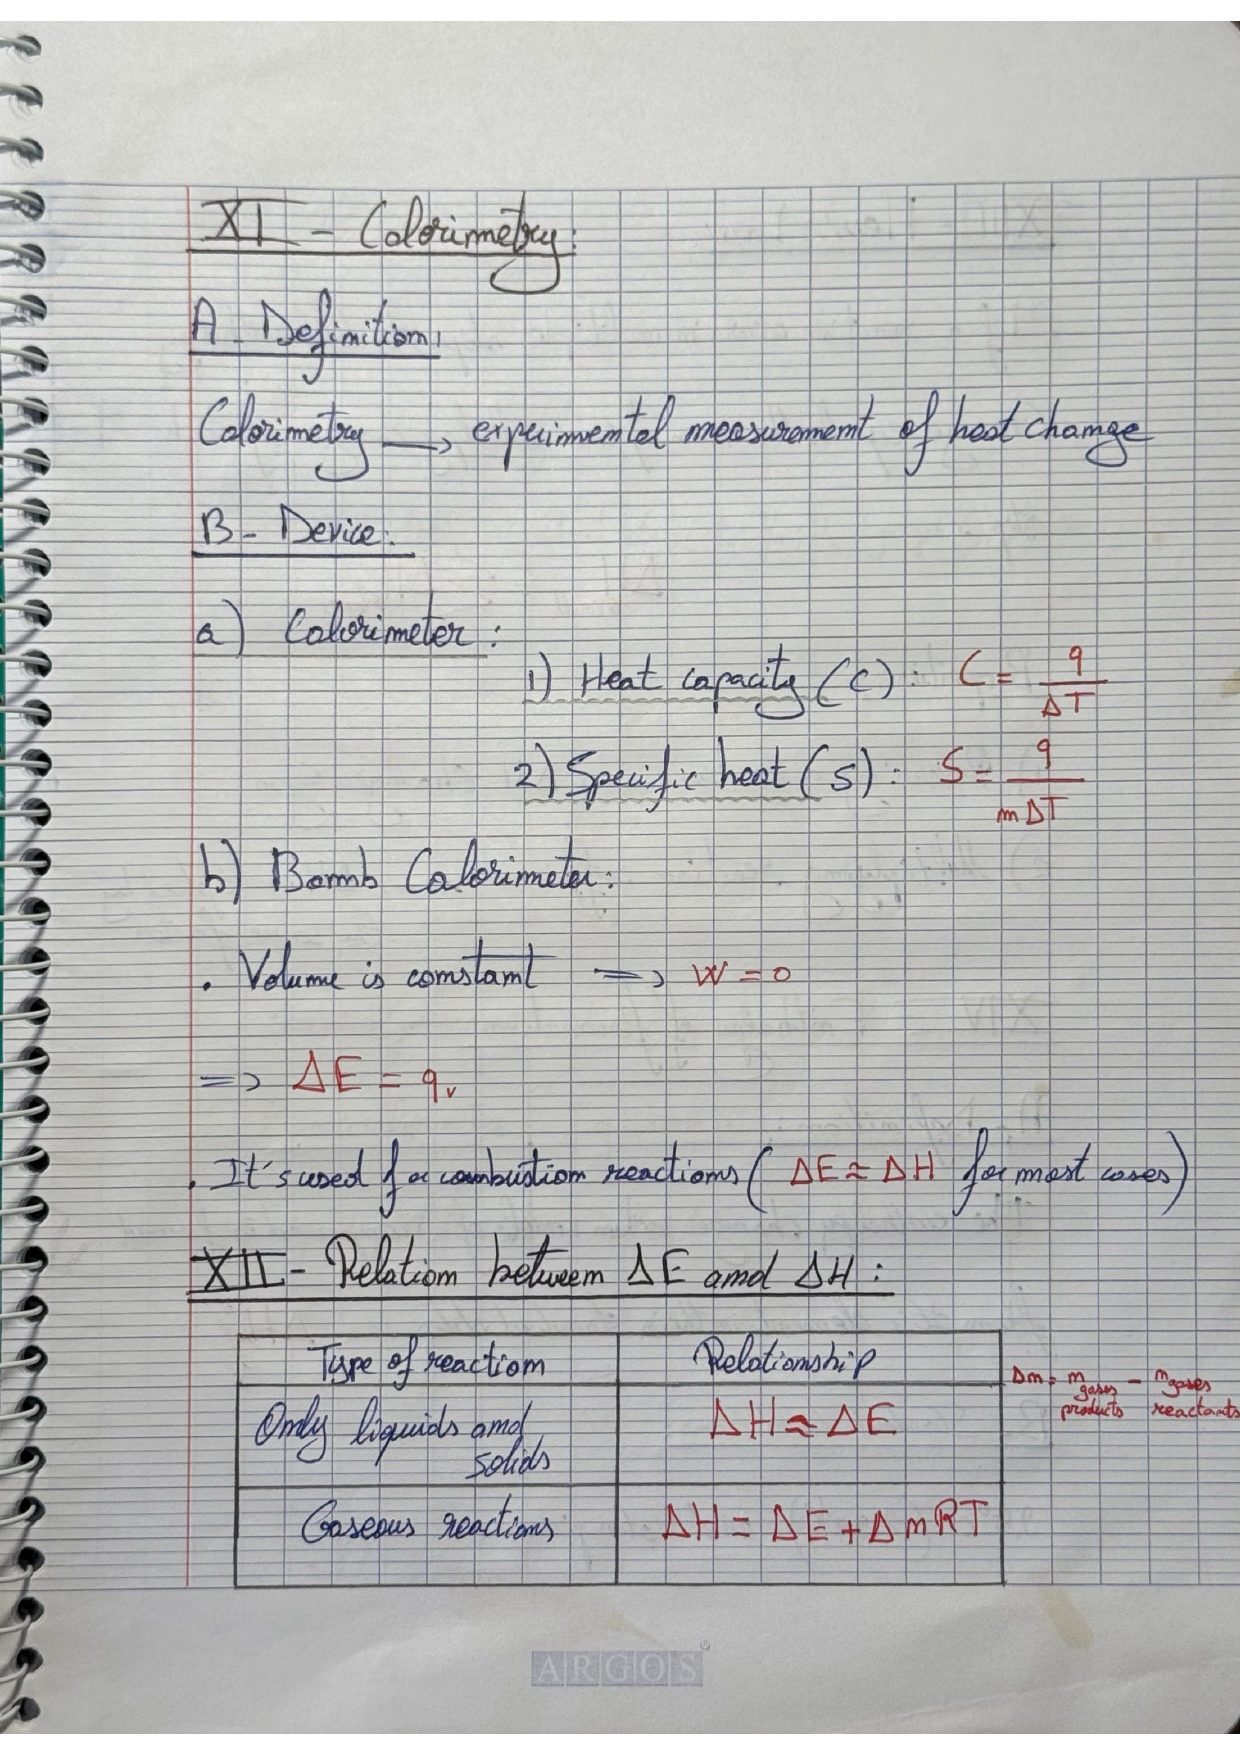 XI - Calorimetry:
A - Definition:
Calorimetry → experimental measurement of heat change
B - Device:
a) Calorimeter:
1) Heat capacity (C): C = q / ΔT
2) Specific heat (S): S = q / mΔT
b) Bomb Calorimeter:
. Volume is constant ⇒ W = 0
⇒ ΔE = qv
. It's used for combustion reactions (ΔE ≈ ΔH for most cases)
XII - Relation between ΔE and ΔH:
Type of reaction | Relationship
Only liquids and solids | ΔH ≈ ΔE
Gaseous reactions | ΔH = ΔE + ΔnRT
Δn = n gases products - n gases reactants
ARGOS